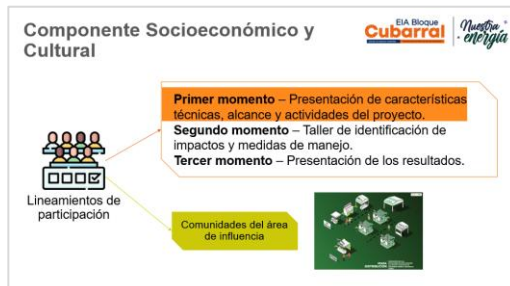 Componente Socioeconómico y
Cultural
EIA Bloque
Cubarral
Nuestra
energía
Primer momento – Presentación de características
técnicas, alcance y actividades del proyecto.
Segundo momento – Taller de identificación de
impactos y medidas de manejo.
Tercer momento – Presentación de los resultados.
Lineamientos de
participación
Comunidades del área
de influencia